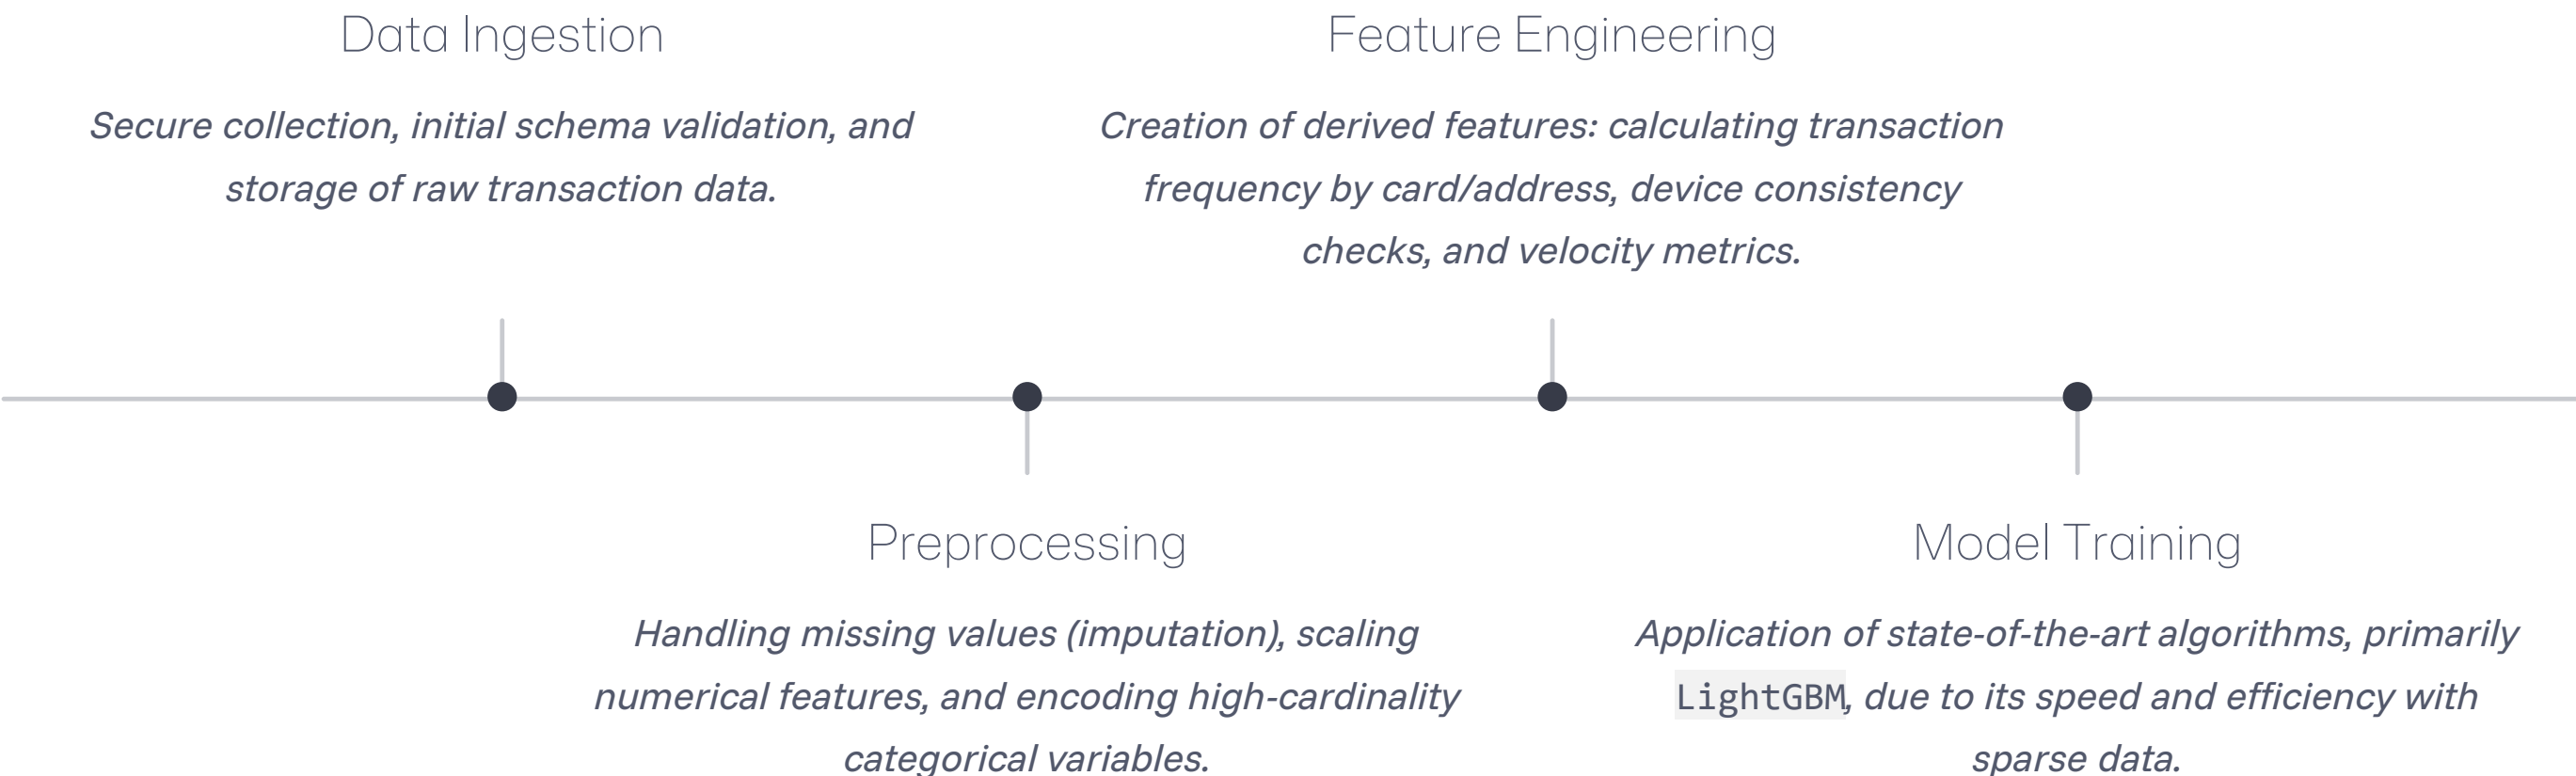 Data Ingestion
Secure collection, initial schema validation, and
storage of raw transaction data.
Feature Engineering
Creation of derived features: calculating transaction
frequency by card/address, device consistency
checks, and velocity metrics.
Preprocessing
Handling missing values (imputation), scaling
numerical features, and encoding high-cardinality
categorical variables.
Model Training
Application of state-of-the-art algorithms, primarily
LightGBM, due to its speed and efficiency with
sparse data.